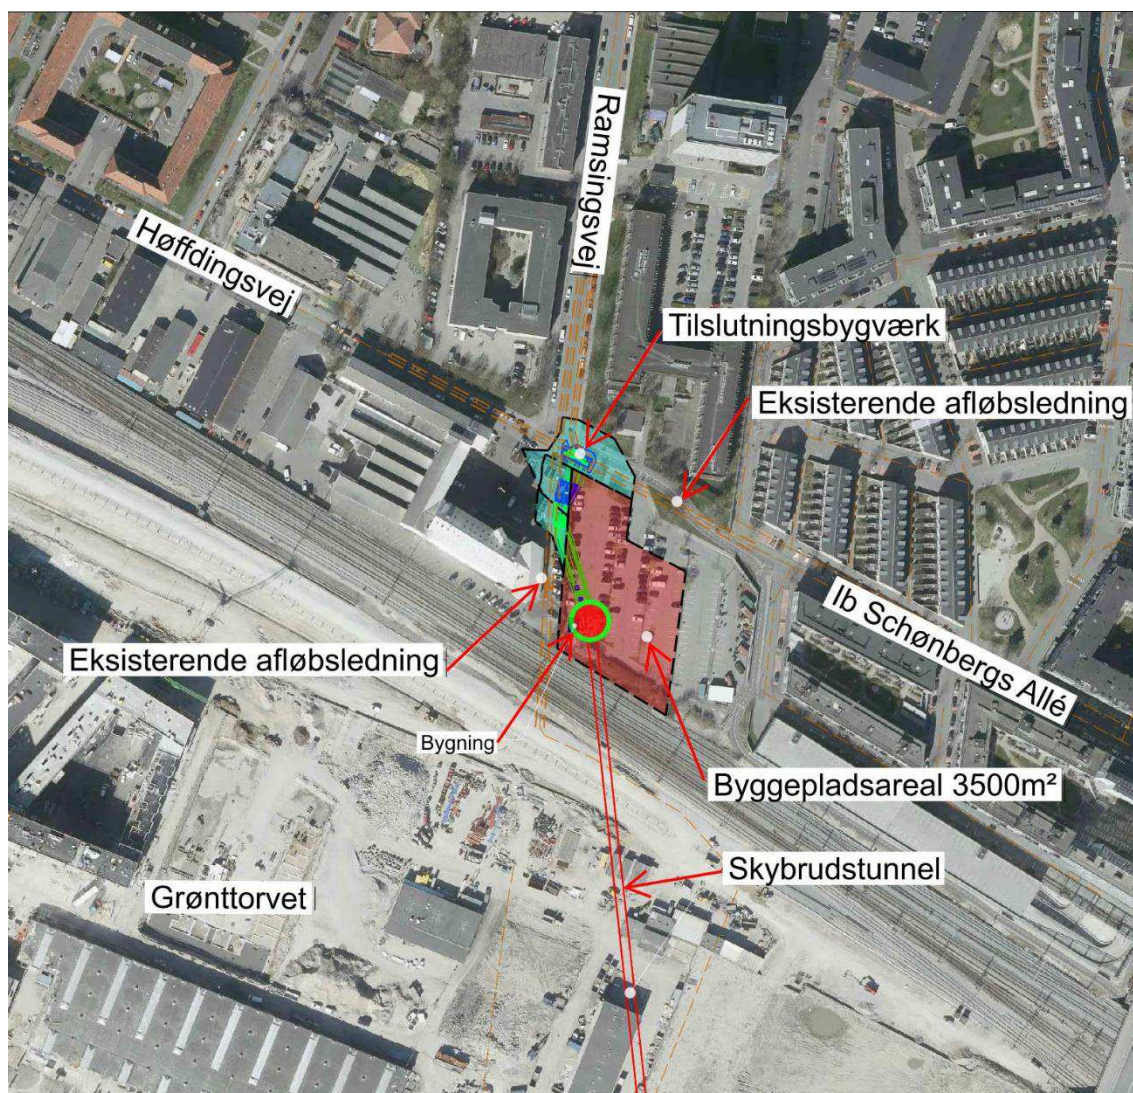 Ramsingsvej
Høffdingsvej
Tilslutningsbygværk
Eksisterende afløbsledning
Ib Schønbergs Allé
Eksisterende afløbsledning
Bygning
Byggepladsareal 3500m²
Skybrudstunnel
Grønttorvet